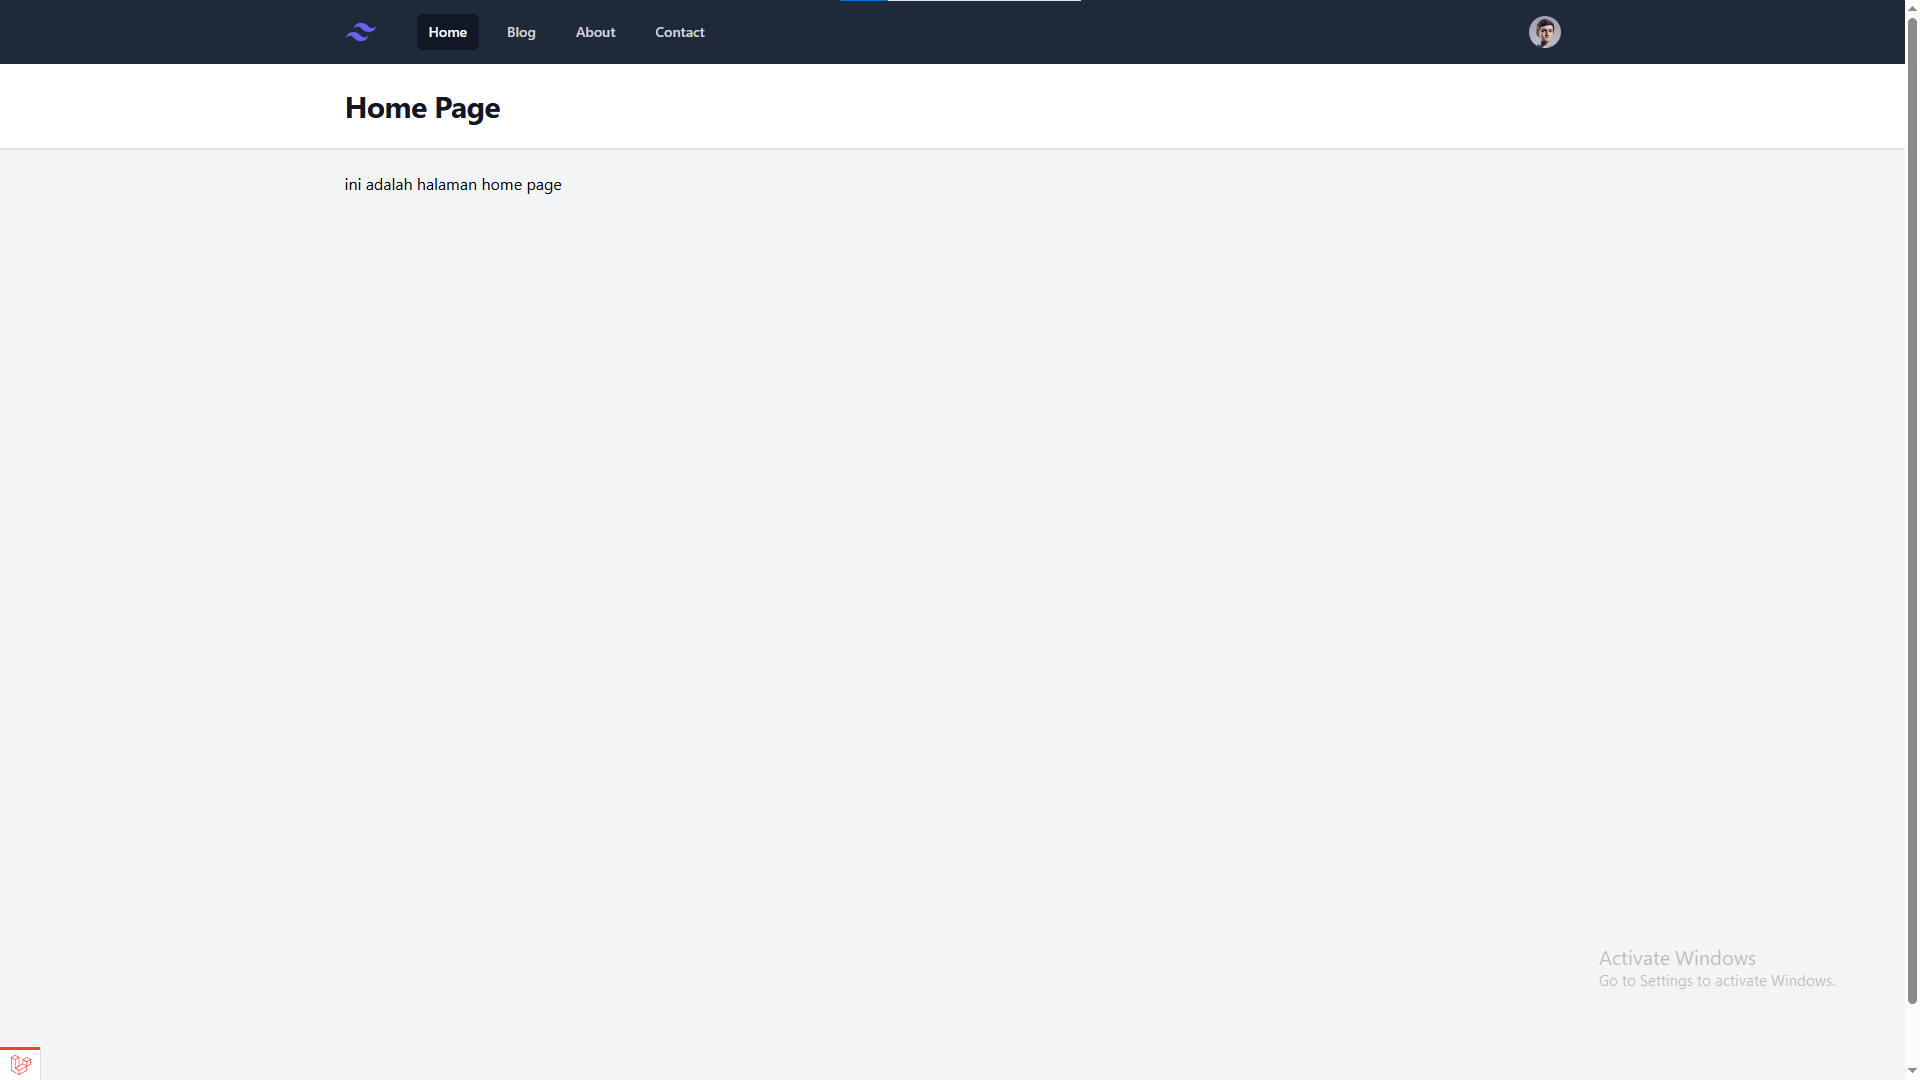 Home
Blog
About
Contact
Home Page
ini adalah halaman home page
Activate Windows
Go to Settings to activate Windows.